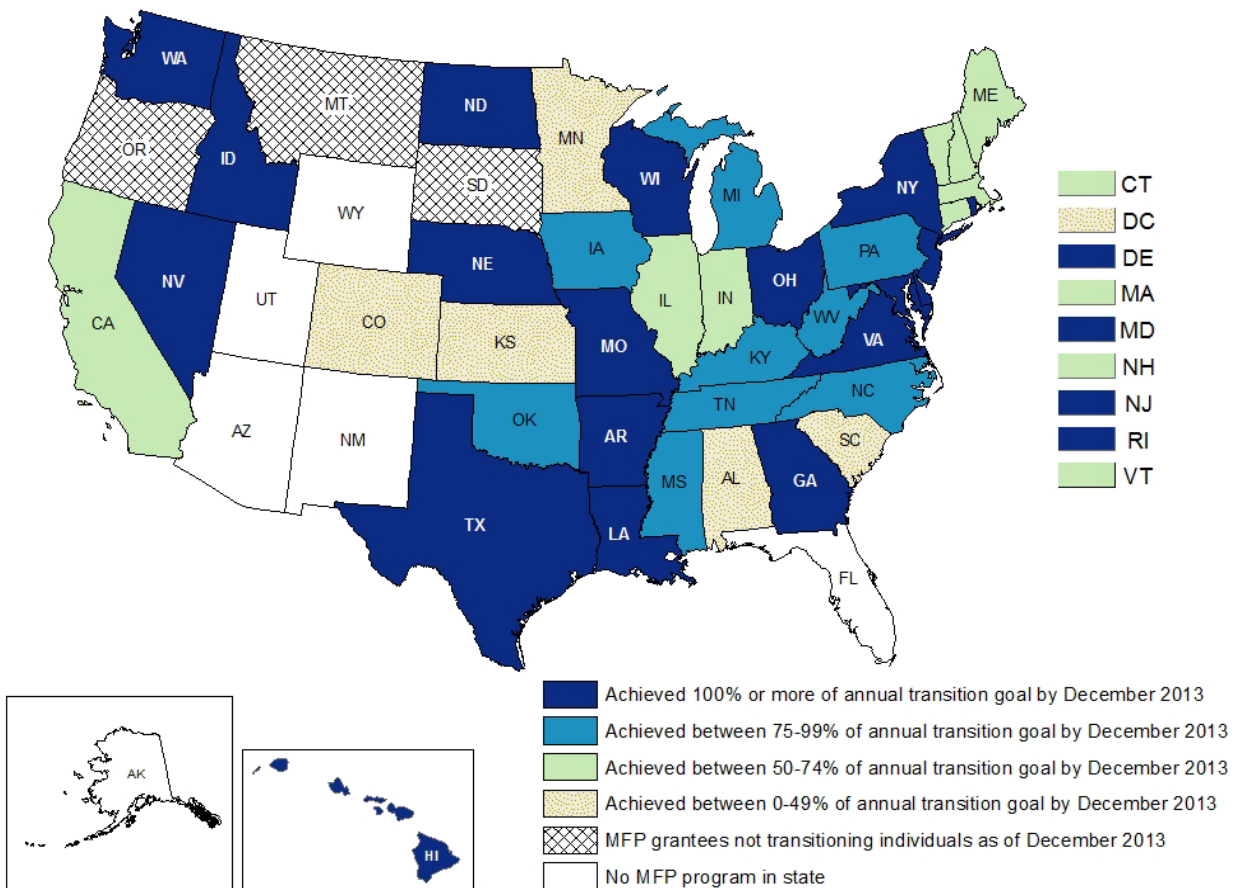 WA
MT
ND
MN
ME
OR
ID
SD
WI
MI
NY
WY
IA
PA
NV
NE
IL
IN
OH
UT
CA
CO
KS
MO
WV
VA
KY
AZ
NM
OK
AR
TN
NC
SC
MS
AL
GA
TX
LA
FL
CT
DC
DE
MA
MD
NH
NJ
RI
VT
AK
HI
Achieved 100% or more of annual transition goal by December 2013
Achieved between 75-99% of annual transition goal by December 2013
Achieved between 50-74% of annual transition goal by December 2013
Achieved between 0-49% of annual transition goal by December 2013
MFP grantees not transitioning individuals as of December 2013
No MFP program in state